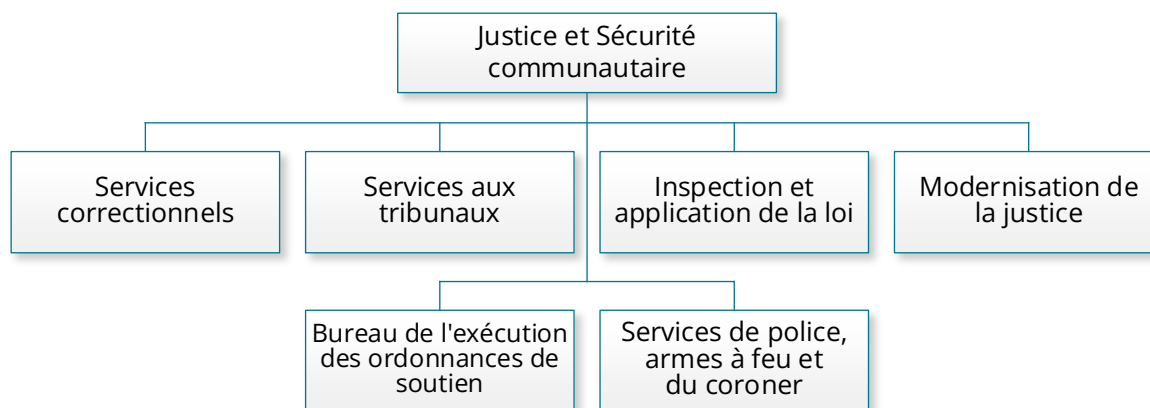 Justice et Sécurité
communautaire
Services
correctionnels
Services aux
tribunaux
Inspection et
application de la loi
Modernisation de
la justice
Bureau de l'exécution
des ordonnances de
soutien
Services de police,
armes à feu et
du coroner